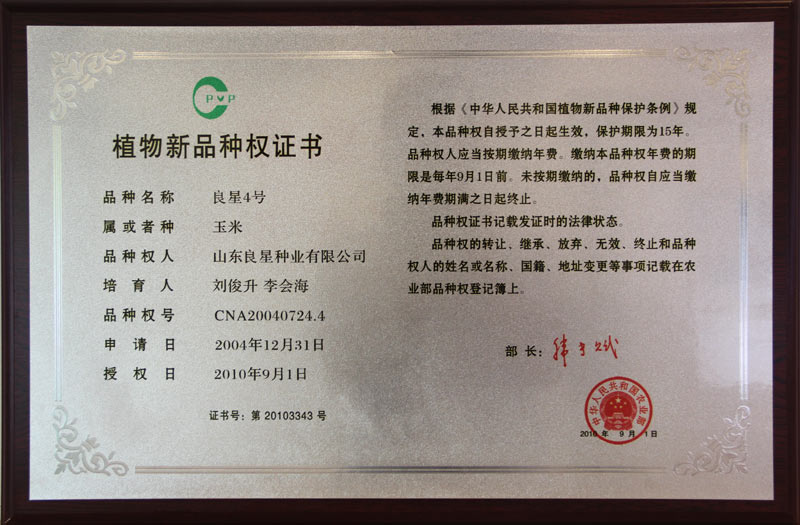 PVP
植物新品种权证书
品种名称 良星4号
属或者种 玉米
品种权人 山东良星种业有限公司
培育人 刘俊升 李会海
品种权号 CNA20040724.4
申请日 2004年12月31日
授权日 2010年9月1日
证书号：第 20103343 号
根据《中华人民共和国植物新品种保护条例》规
定，本品种权自授予之日起生效，保护期限为15年。
品种权人应当按期缴纳年费。缴纳本品种权年费的期
限是每年9月1日前。未按期缴纳的，品种权自应当缴
纳年费期满之日起终止。
品种权证书记载发证时的法律状态。
品种权的转让、继承、放弃、无效、终止和品种
权人的姓名或名称、国籍、地址变更等事项记载在农
业部品种权登记簿上。
部长：
中华人民共和国农业部
2010 年 9 月 1 日